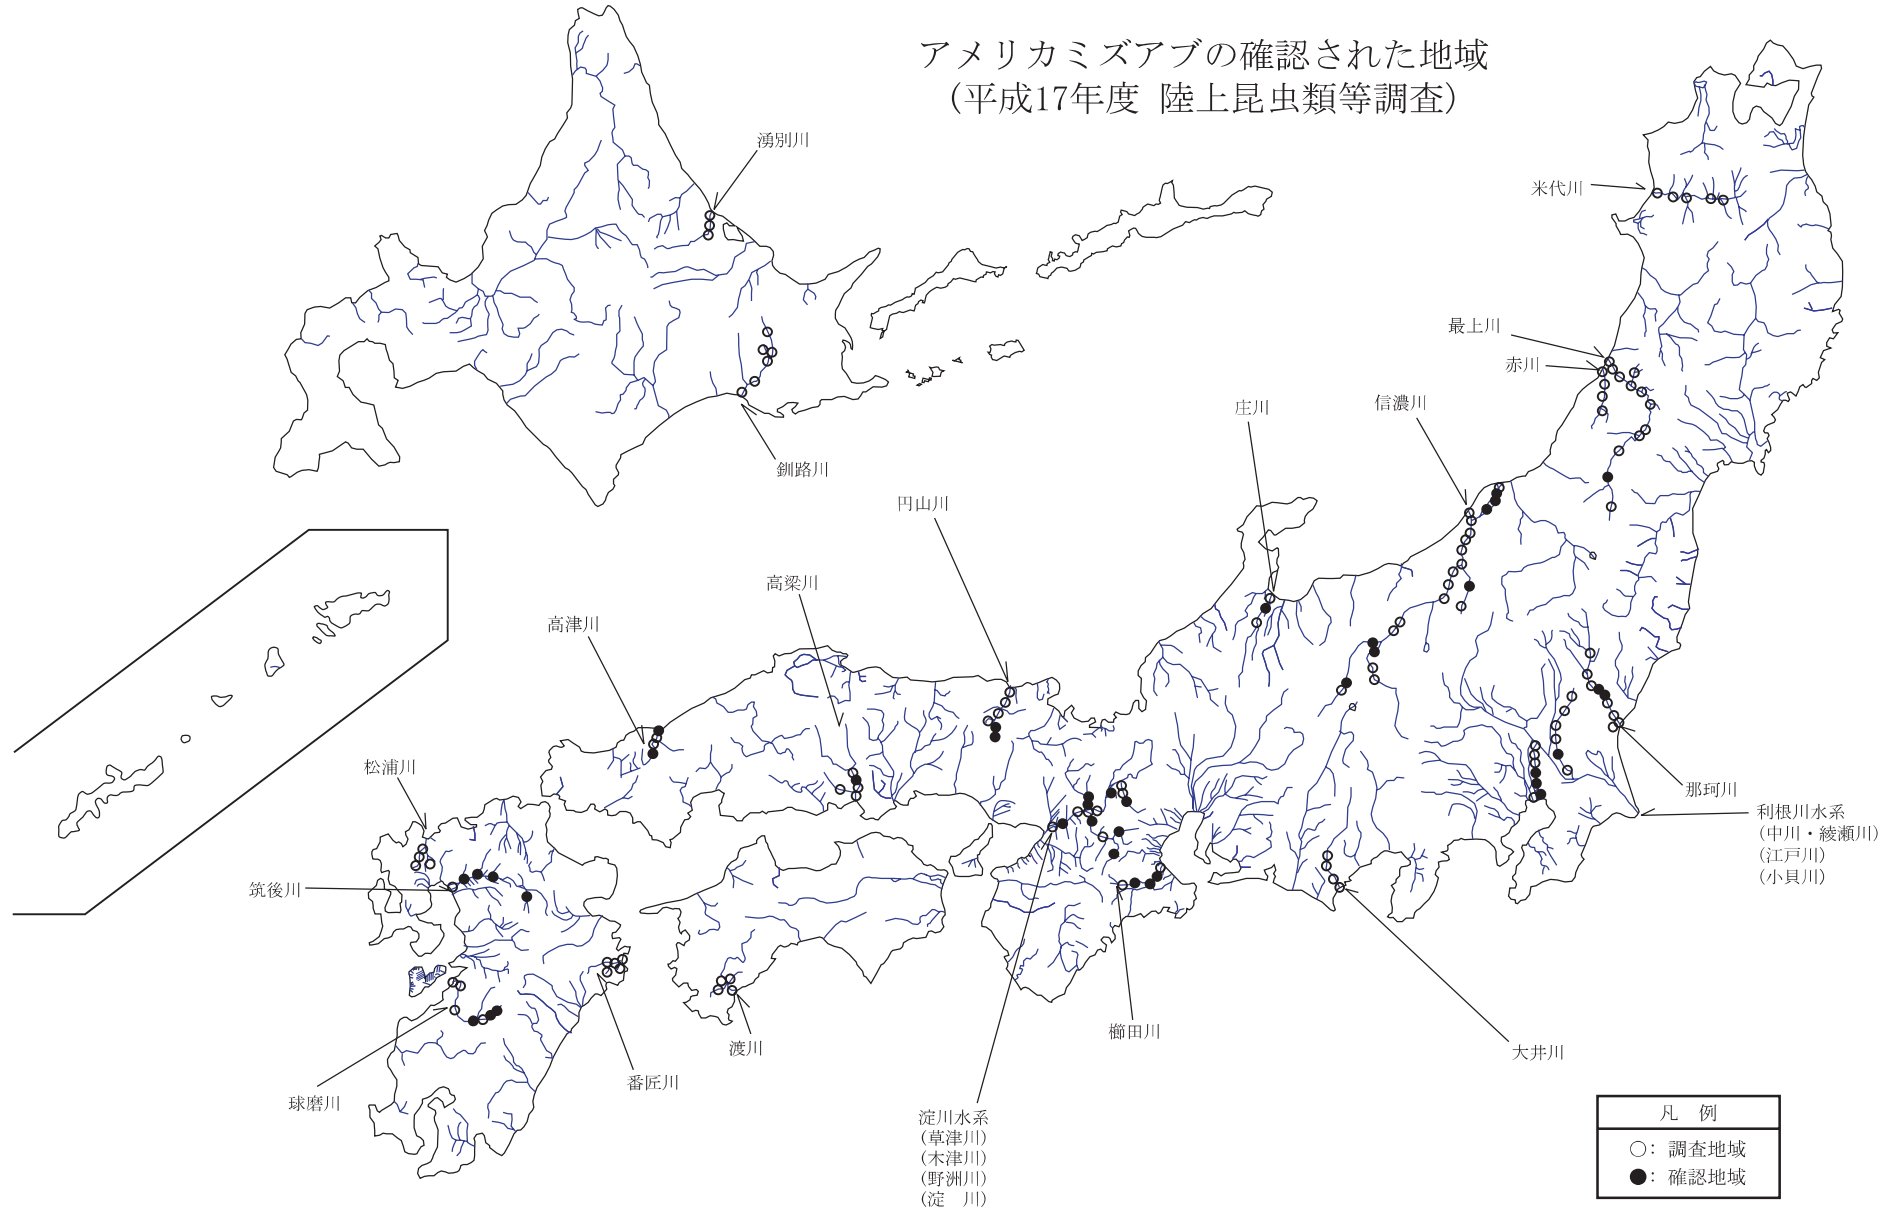 アメリカミズアブの確認された地域
(平成17年度 陸上昆虫類等調査)
湧別川
米代川
最上川
赤川
庄川
信濃川
釧路川
円山川
高梁川
高津川
松浦川
那珂川
利根川水系
(中川・綾瀬川)
(江戸川)
(小貝川)
筑後川
櫛田川
大井川
渡川
番匠川
球磨川
淀川水系
(草津川)
(木津川)
(野洲川)
(淀　川)
凡　例
○: 調査地域
●: 確認地域